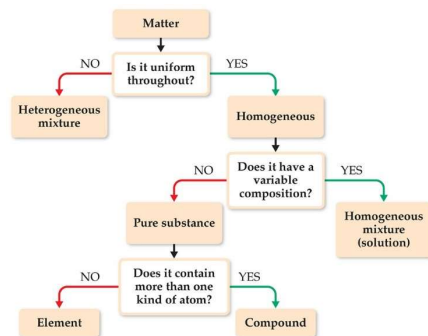 Matter
NO
Is it uniform
throughout?
YES
Heterogeneous
mixture
Homogeneous
NO
Does it have a
variable
composition?
YES
Pure substance
Homogeneous
mixture
(solution)
NO
Does it contain
more than one
kind of atom?
YES
Element
Compound